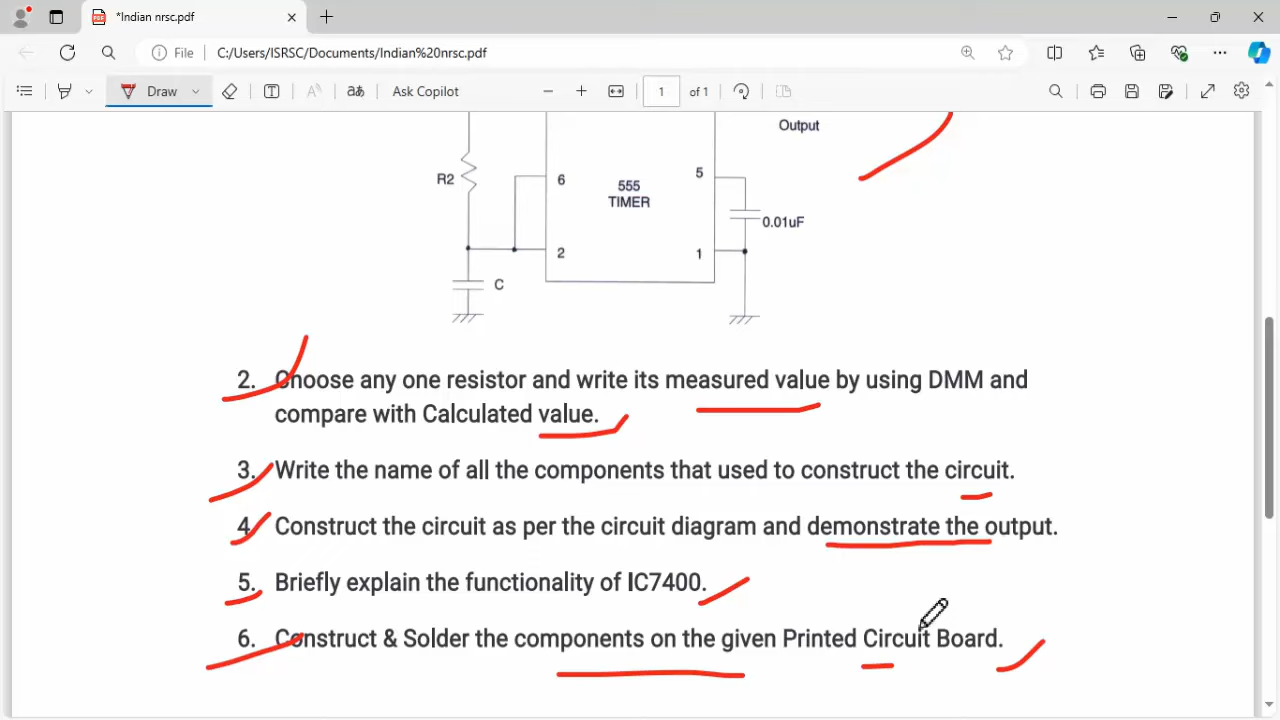 *Indian nrsc.pdf
File C:/Users/ISRSC/Documents/Indian%20nrsc.pdf
Draw Ask Copilot 1 of 1
Output
R2 6 555 TIMER 5
0.01uF
2 1
C
2. Choose any one resistor and write its measured value by using DMM and
compare with Calculated value.
3. Write the name of all the components that used to construct the circuit.
4. Construct the circuit as per the circuit diagram and demonstrate the output.
5. Briefly explain the functionality of IC7400.
6. Construct & Solder the components on the given Printed Circuit Board.